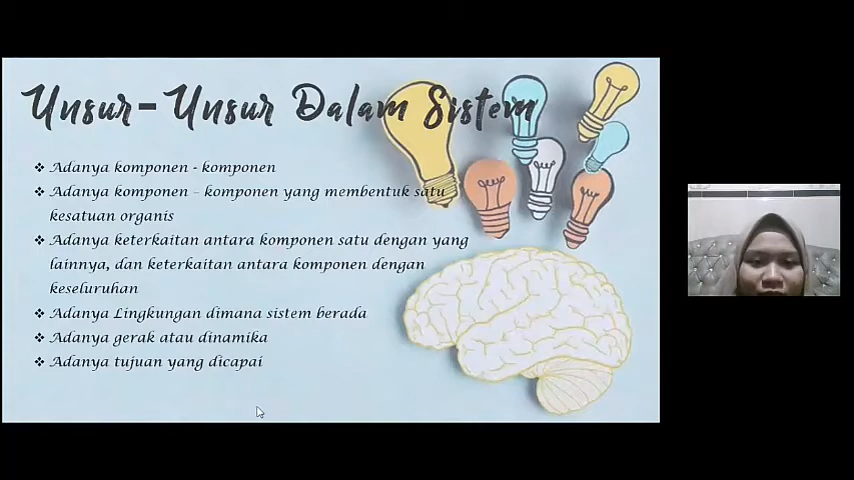 Unsur-Unsur Dalam Sistem
❖ Adanya komponen - komponen
❖ Adanya komponen – komponen yang membentuk satu
kesatuan organis
❖ Adanya keterkaitan antara komponen satu dengan yang
lainnya, dan keterkaitan antara komponen dengan
keseluruhan
❖ Adanya Lingkungan dimana sistem berada
❖ Adanya gerak atau dinamika
❖ Adanya tujuan yang dicapai